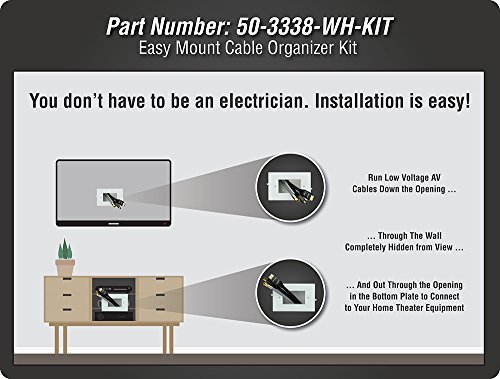 Part Number: 50-3338-WH-KIT
Easy Mount Cable Organizer Kit
You don't have to be an electrician. Installation is easy!
Run Low Voltage AV
Cables Down the Opening ...
... Through The Wall
Completely Hidden from View ...
... And Out Through the Opening
in the Bottom Plate to Connect
to Your Home Theater Equipment